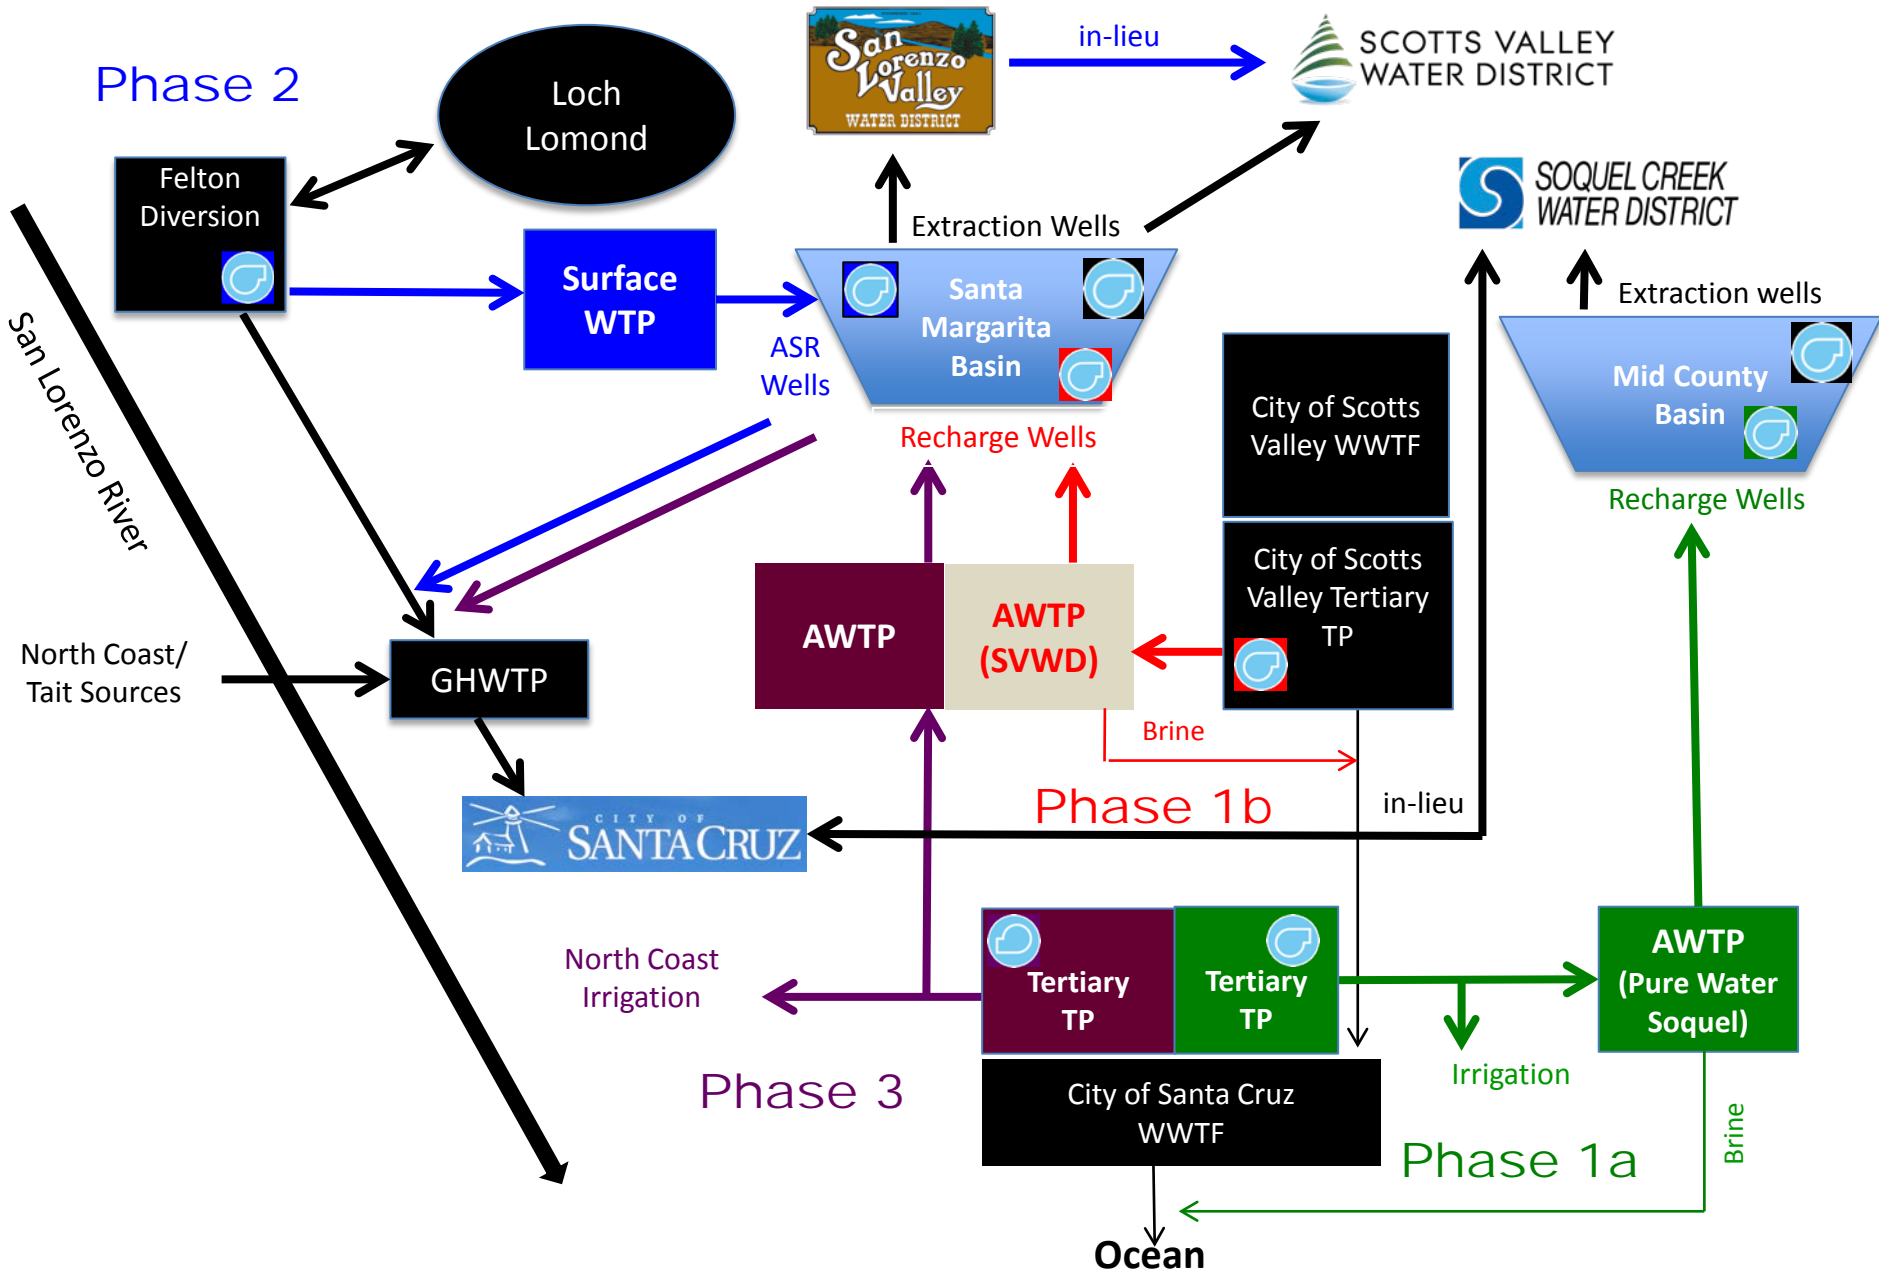 Phase 2
Loch
Lomond
San
Lorenzo
Valley
WATER DISTRICT
in-lieu
SCOTTS VALLEY
WATER DISTRICT
Felton
Diversion
SOQUEL CREEK
WATER DISTRICT
Extraction Wells
Surface
WTP
Santa
Margarita
Basin
Extraction wells
San Lorenzo River
ASR
Wells
Mid County
Basin
City of Scotts
Valley WWTF
Recharge Wells
Recharge Wells
City of Scotts
Valley Tertiary
TP
AWTP
AWTP
(SVWD)
North Coast/
Tait Sources
GHWTP
Brine
Phase 1b
in-lieu
CITY OF
SANTA CRUZ
North Coast
Irrigation
Tertiary
TP
Tertiary
TP
AWTP
(Pure Water
Soquel)
Irrigation
Phase 3
City of Santa Cruz
WWTF
Brine
Phase 1a
Ocean